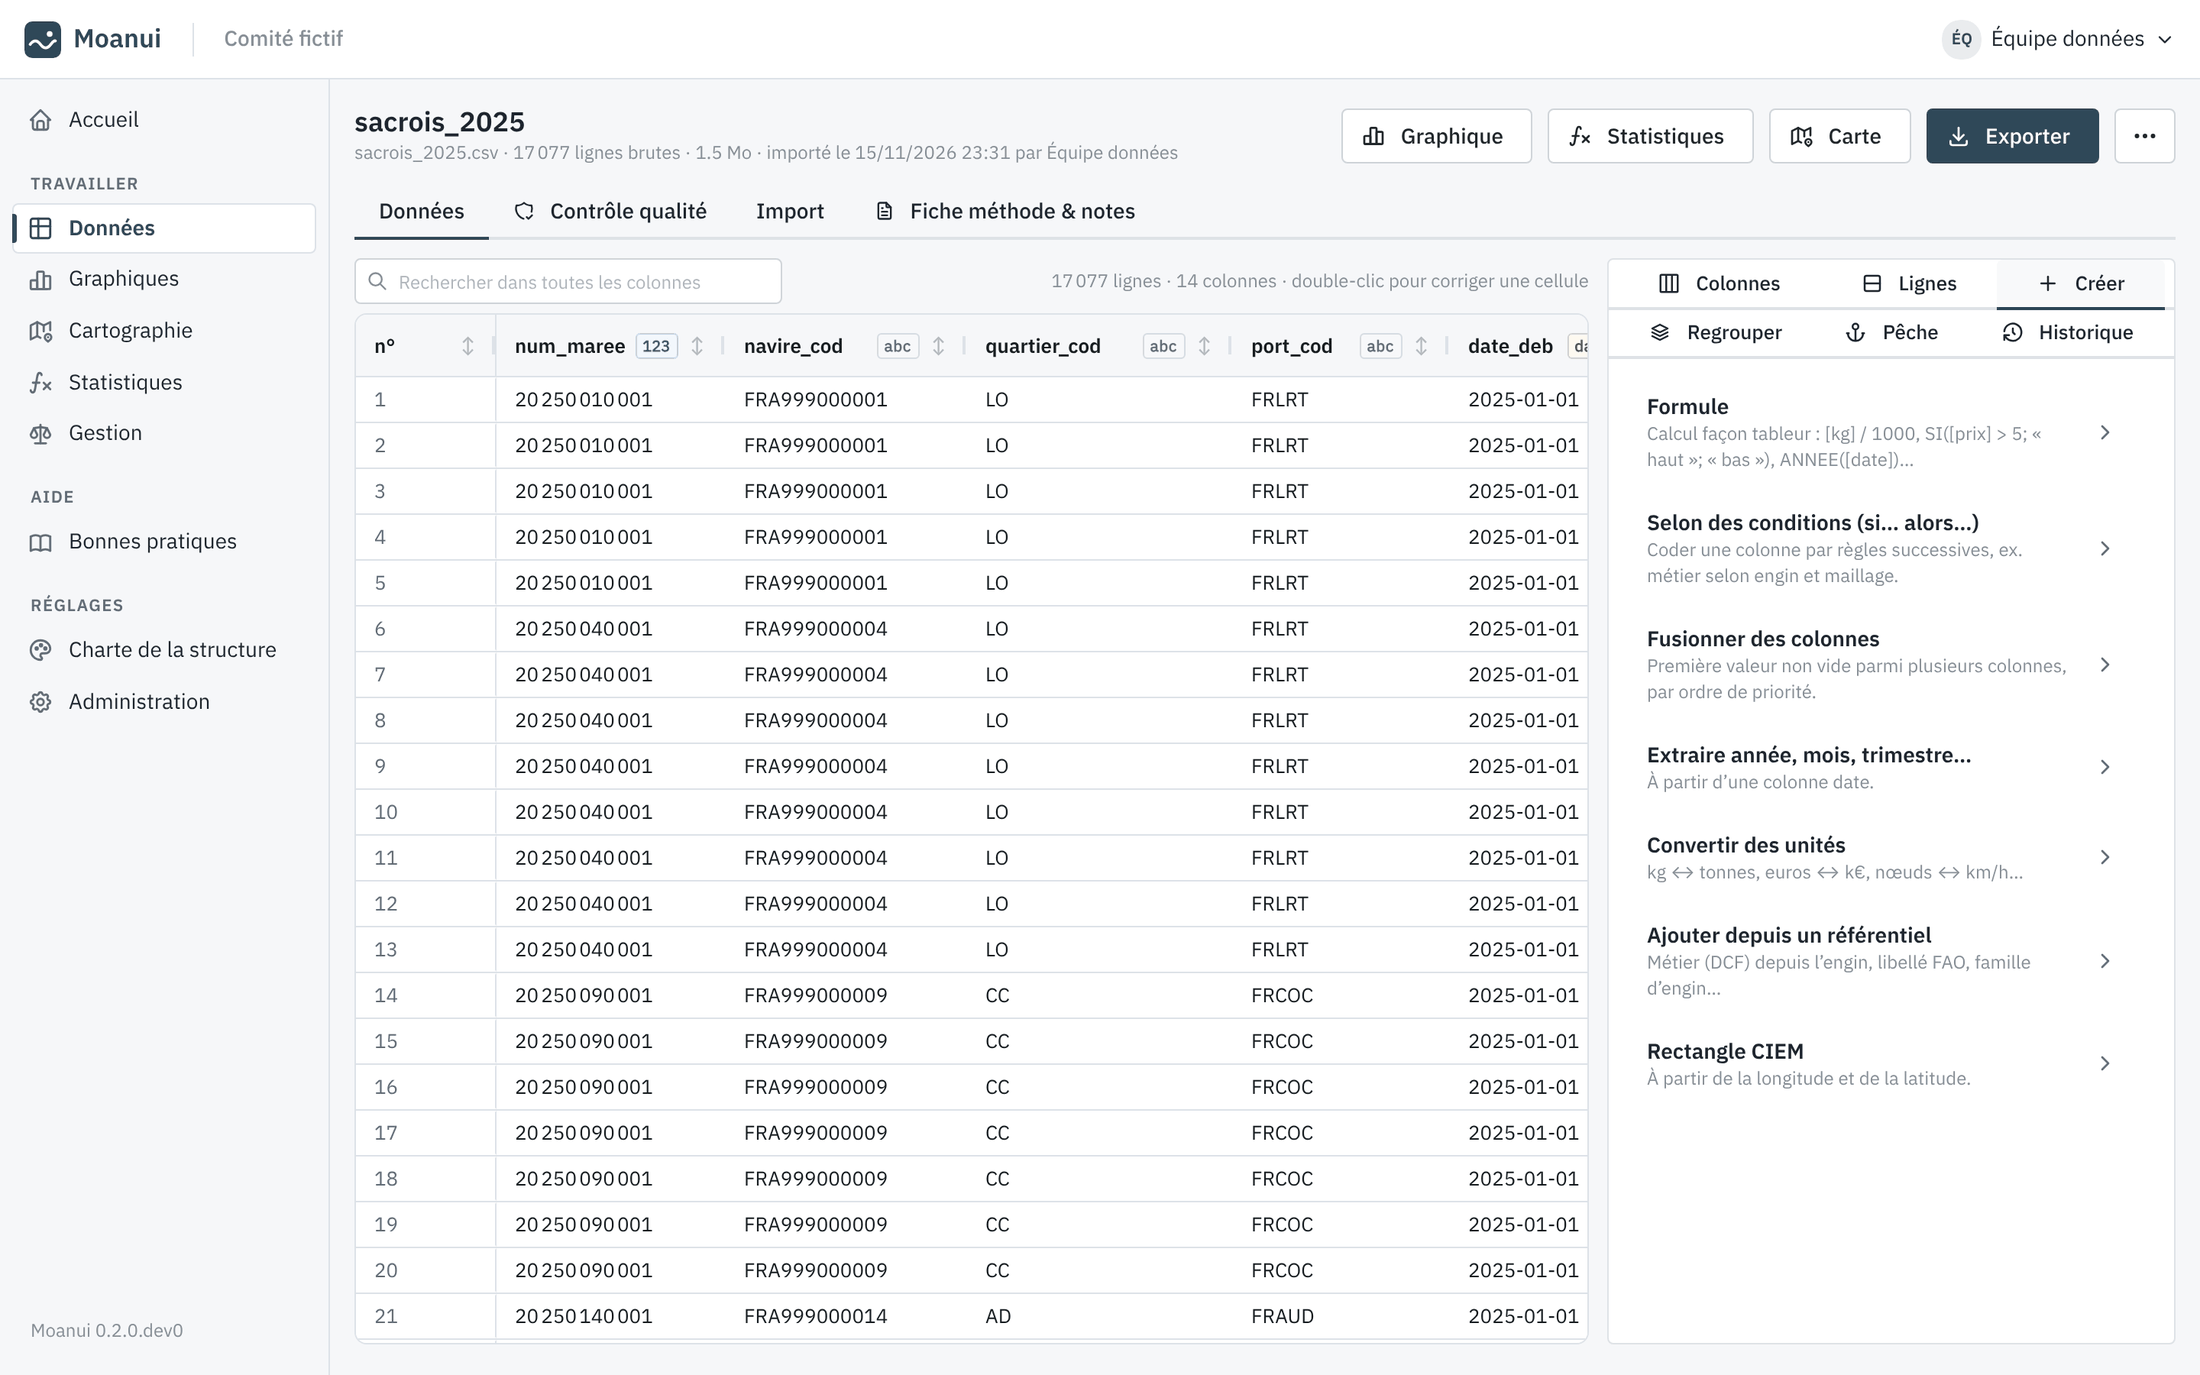 Moanui
Comité fictif
ÉQ Équipe données
Accueil
TRAVAILLER
Données
Graphiques
Cartographie
Statistiques
Gestion
AIDE
Bonnes pratiques
RÉGLAGES
Charte de la structure
Administration
Moanui 0.2.0.dev0
sacrois_2025
sacrois_2025.csv · 17 077 lignes brutes · 1.5 Mo · importé le 15/11/2026 23:31 par Équipe données
Graphique
Statistiques
Carte
Exporter
Données
Contrôle qualité
Import
Fiche méthode & notes
Rechercher dans toutes les colonnes
17 077 lignes · 14 colonnes · double-clic pour corriger une cellule
n° num_maree 123 navire_cod abc quartier_cod abc port_cod abc date_deb da
1 20 250 010 001 FRA999000001 LO FRLRT 2025-01-01
2 20 250 010 001 FRA999000001 LO FRLRT 2025-01-01
3 20 250 010 001 FRA999000001 LO FRLRT 2025-01-01
4 20 250 010 001 FRA999000001 LO FRLRT 2025-01-01
5 20 250 010 001 FRA999000001 LO FRLRT 2025-01-01
6 20 250 040 001 FRA999000004 LO FRLRT 2025-01-01
7 20 250 040 001 FRA999000004 LO FRLRT 2025-01-01
8 20 250 040 001 FRA999000004 LO FRLRT 2025-01-01
9 20 250 040 001 FRA999000004 LO FRLRT 2025-01-01
10 20 250 040 001 FRA999000004 LO FRLRT 2025-01-01
11 20 250 040 001 FRA999000004 LO FRLRT 2025-01-01
12 20 250 040 001 FRA999000004 LO FRLRT 2025-01-01
13 20 250 040 001 FRA999000004 LO FRLRT 2025-01-01
14 20 250 090 001 FRA999000009 CC FRCOC 2025-01-01
15 20 250 090 001 FRA999000009 CC FRCOC 2025-01-01
16 20 250 090 001 FRA999000009 CC FRCOC 2025-01-01
17 20 250 090 001 FRA999000009 CC FRCOC 2025-01-01
18 20 250 090 001 FRA999000009 CC FRCOC 2025-01-01
19 20 250 090 001 FRA999000009 CC FRCOC 2025-01-01
20 20 250 090 001 FRA999000009 CC FRCOC 2025-01-01
21 20 250 140 001 FRA999000014 AD FRAUD 2025-01-01
Colonnes
Lignes
Créer
Regrouper
Pêche
Historique
Formule
Calcul façon tableur : [kg] / 1000, SI([prix] > 5; «
haut »; « bas »), ANNEE([date])…
Selon des conditions (si… alors…)
Coder une colonne par règles successives, ex.
métier selon engin et maillage.
Fusionner des colonnes
Première valeur non vide parmi plusieurs colonnes,
par ordre de priorité.
Extraire année, mois, trimestre…
À partir d’une colonne date.
Convertir des unités
kg ↔ tonnes, euros ↔ k€, nœuds ↔ km/h…
Ajouter depuis un référentiel
Métier (DCF) depuis l’engin, libellé FAO, famille
d’engin…
Rectangle CIEM
À partir de la longitude et de la latitude.